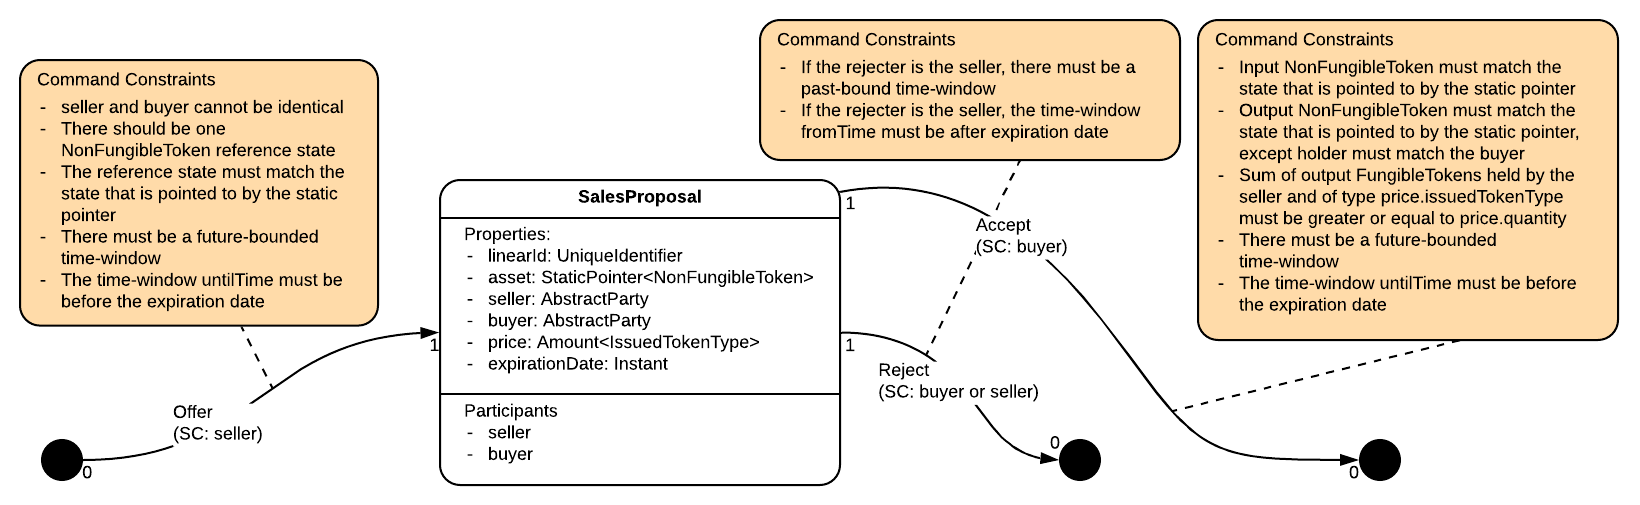 Command Constraints
- seller and buyer cannot be identical
- There should be one
NonFungibleToken reference state
- The reference state must match the
state that is pointed to by the static
pointer
- There must be a future-bounded
time-window
- The time-window untilTime must be
before the expiration date
Offer
(SC: seller)
0
1
SalesProposal
Properties:
- linearId: UniqueIdentifier
- asset: StaticPointer<NonFungibleToken>
- seller: AbstractParty
- buyer: AbstractParty
- price: Amount<IssuedTokenType>
- expirationDate: Instant
Participants
- seller
- buyer
Command Constraints
- If the rejecter is the seller, there must be a
past-bound time-window
- If the rejecter is the seller, the time-window
fromTime must be after expiration date
1
Accept
(SC: buyer)
1
Reject
(SC: buyer or seller)
0
Command Constraints
- Input NonFungibleToken must match the
state that is pointed to by the static pointer
- Output NonFungibleToken must match the
state that is pointed to by the static pointer,
except holder must match the buyer
- Sum of output FungibleTokens held by the
seller and of type price.issuedTokenType
must be greater or equal to price.quantity
- There must be a future-bounded
time-window
- The time-window untilTime must be before
the expiration date
0